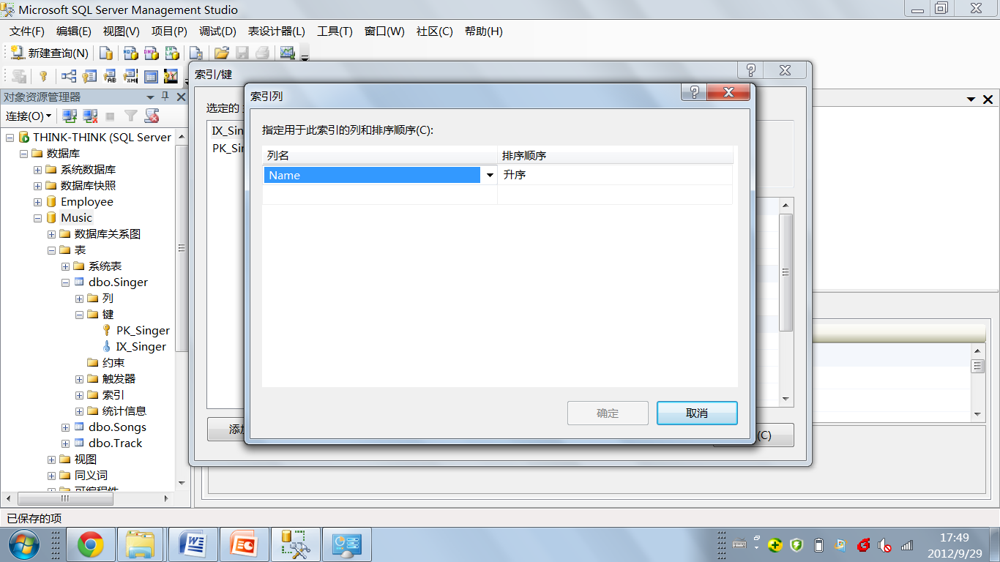 Microsoft SQL Server Management Studio
文件(F) 编辑(E) 视图(V) 项目(P) 调试(D) 表设计器(L) 工具(T) 窗口(W) 社区(C) 帮助(H)
新建查询(N)
对象资源管理器
连接(O)
THINK-THINK (SQL Server
数据库
系统数据库
数据库快照
Employee
Music
数据库关系图
表
系统表
dbo.Singer
列
键
PK_Singer
IX_Singer
约束
触发器
索引
统计信息
dbo.Songs
dbo.Track
视图
同义词
可编程性
索引/键
选定的
IX_Sin
PK_Sin
添加
(C)
索引列
指定用于此索引的列和排序顺序(C):
列名 排序顺序
Name 升序
确定 取消
已保存的项
17:49
2012/9/29